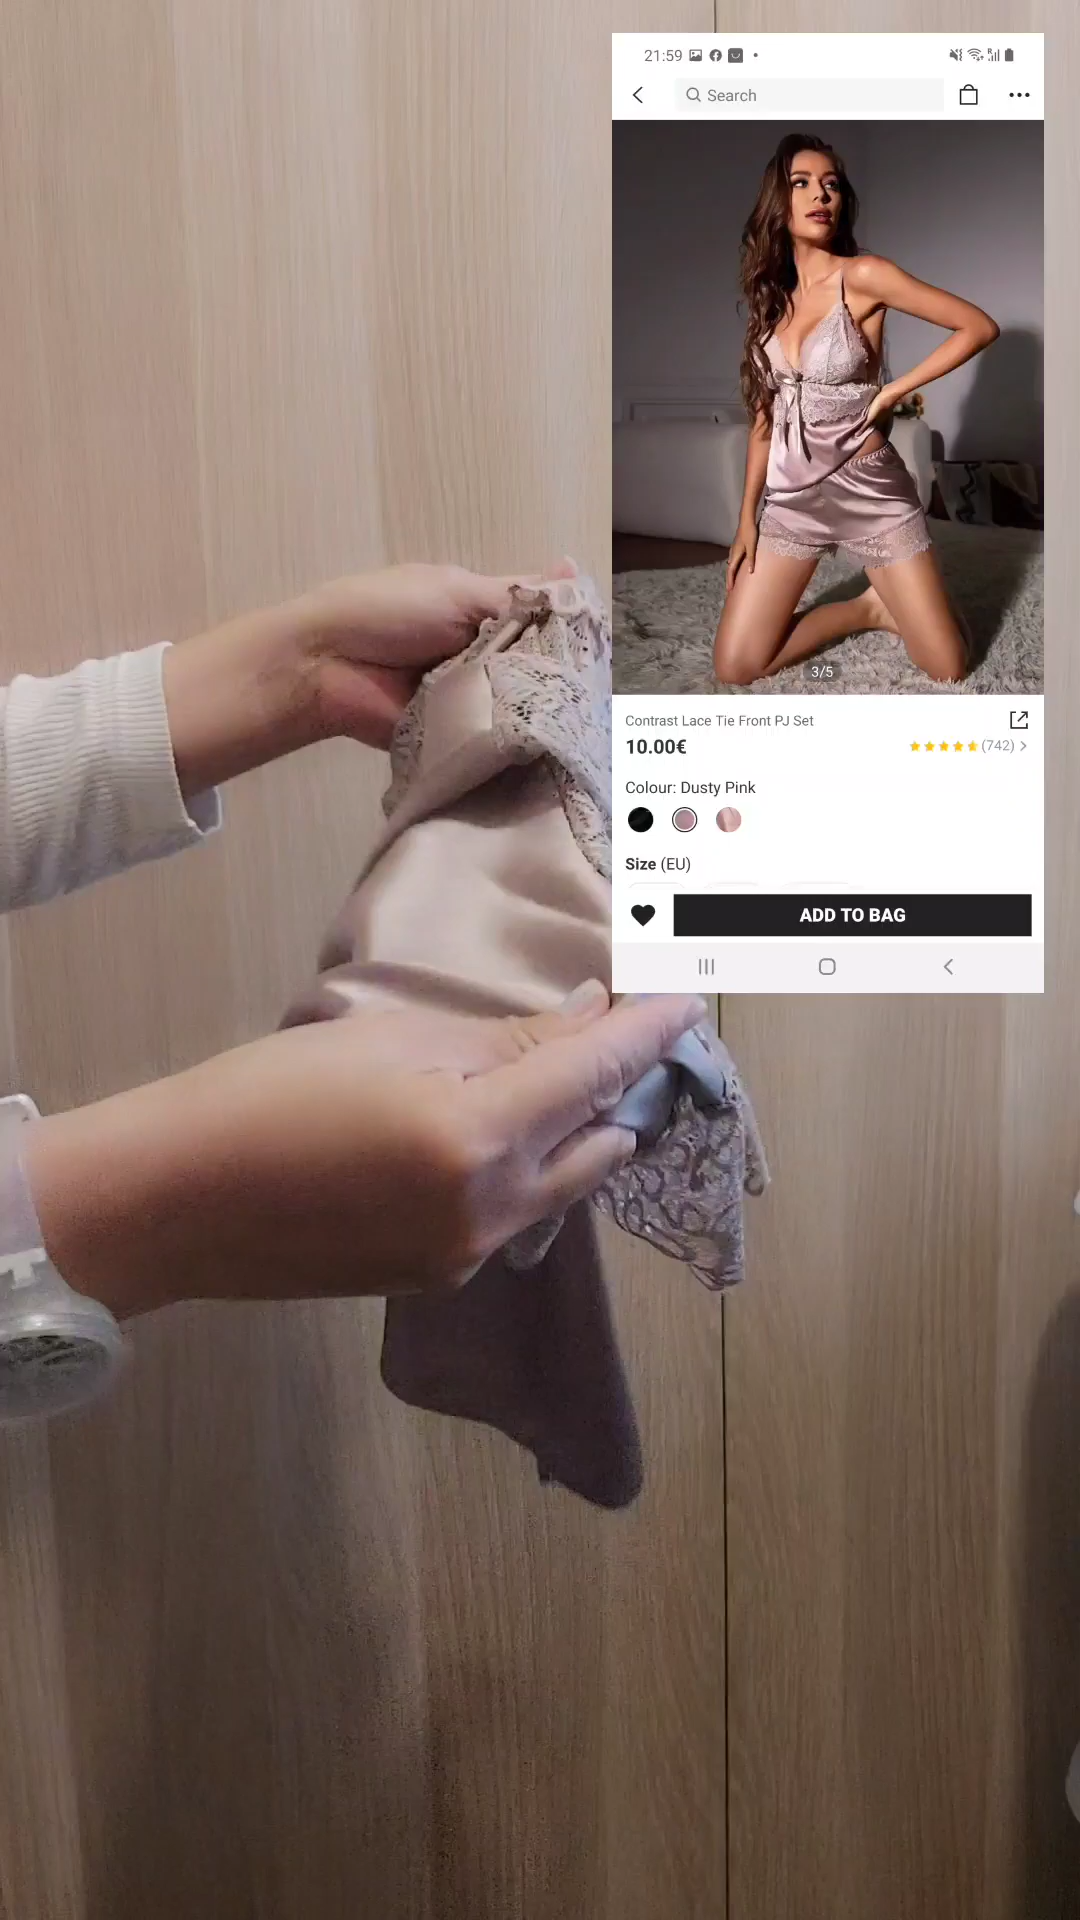 21:59
Search
3/5
Contrast Lace Tie Front PJ Set
10.00€
(742)
Colour: Dusty Pink
Size (EU)
ADD TO BAG